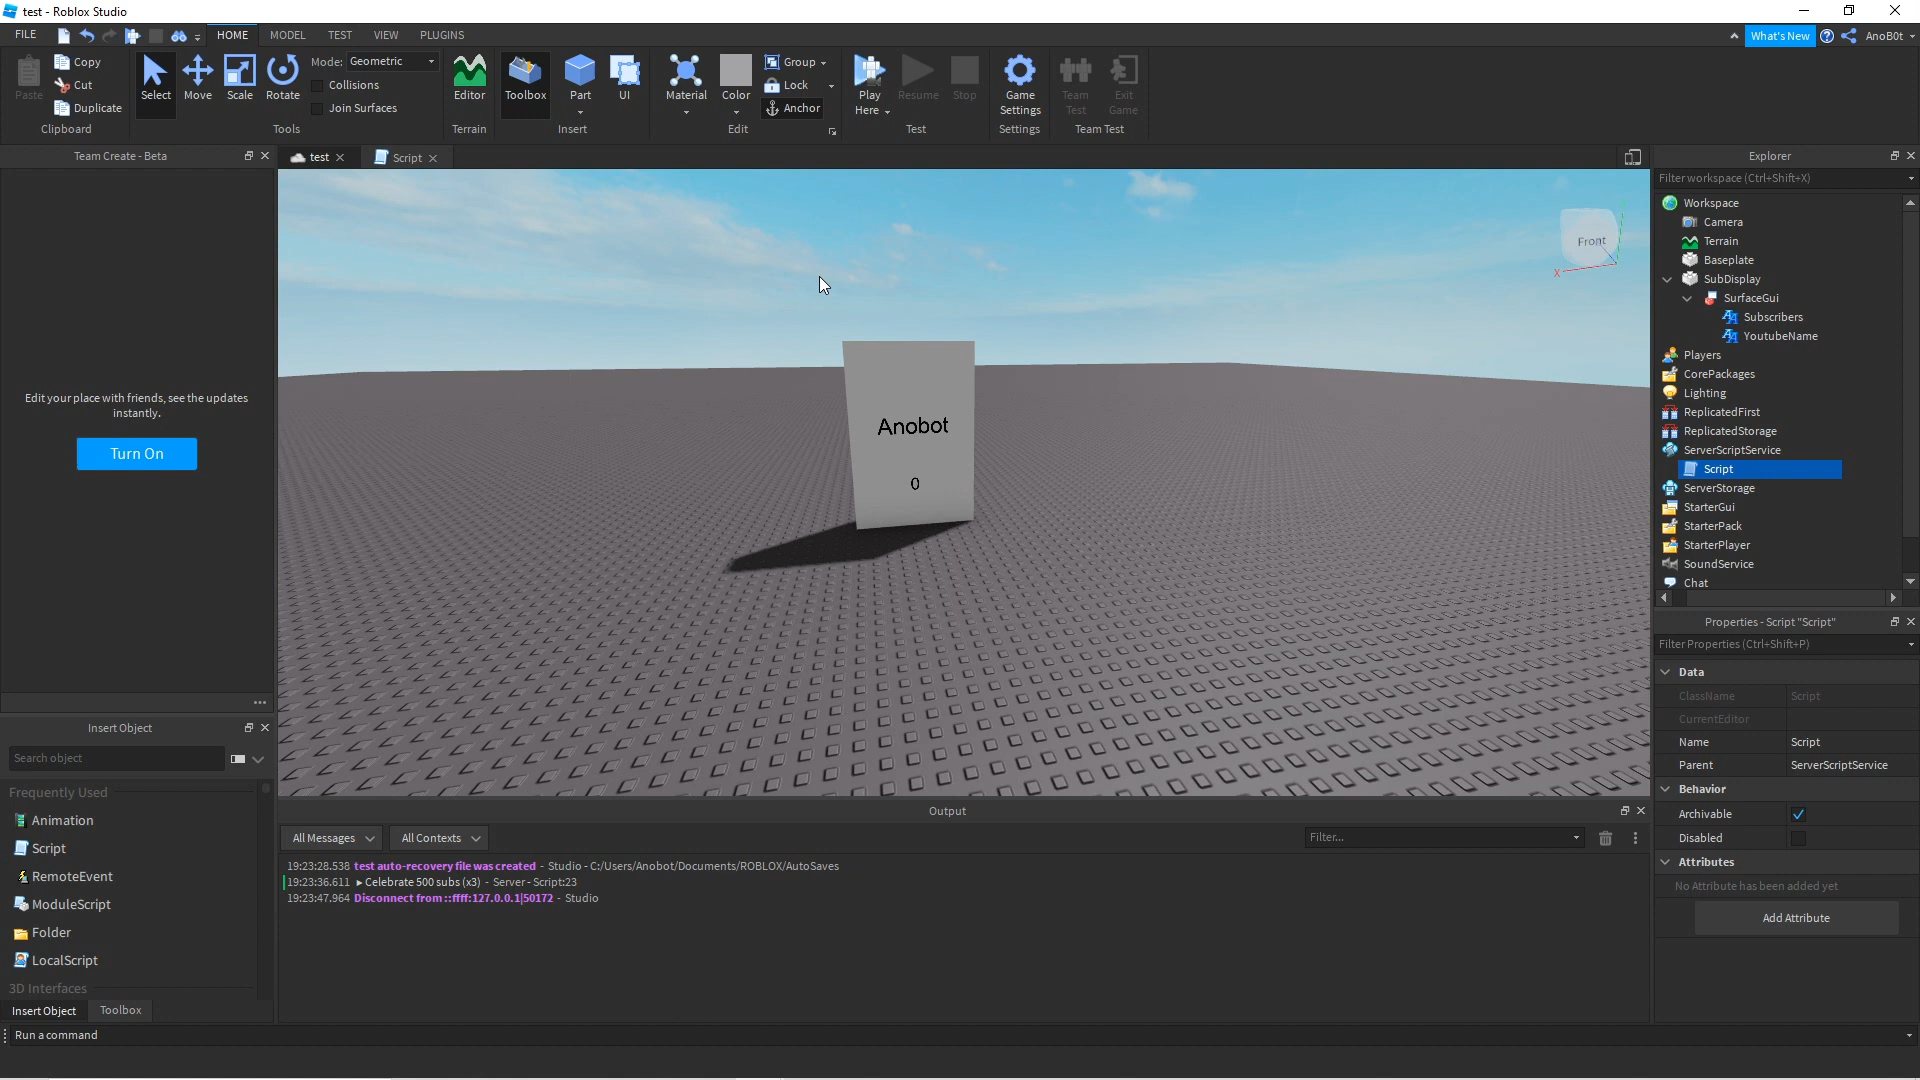 test - Roblox Studio
FILE
HOME
MODEL
TEST
VIEW
PLUGINS
What's New
AnoB0t
Paste
Copy
Cut
Duplicate
Clipboard
Select
Move
Scale
Rotate
Mode: Geometric
Collisions
Join Surfaces
Tools
Editor
Terrain
Toolbox
Part
UI
Insert
Material
Color
Group
Lock
Anchor
Edit
Play
Here
Resume
Stop
Test
Game
Settings
Settings
Team
Test
Exit
Game
Team Test
Team Create - Beta
Edit your place with friends, see the updates
instantly.
Turn On
test
Script
Front
X
Anobot
0
Explorer
Filter workspace (Ctrl+Shift+X)
Workspace
Camera
Terrain
Baseplate
SubDisplay
SurfaceGui
Subscribers
YoutubeName
Players
CorePackages
Lighting
ReplicatedFirst
ReplicatedStorage
ServerScriptService
Script
ServerStorage
StarterGui
StarterPack
StarterPlayer
SoundService
Chat
Properties - Script "Script"
Filter Properties (Ctrl+Shift+P)
Data
ClassName Script
CurrentEditor
Name Script
Parent ServerScriptService
Behavior
Archivable
Disabled
Attributes
No Attribute has been added yet
Add Attribute
Insert Object
Search object
Frequently Used
Animation
Script
RemoteEvent
ModuleScript
Folder
LocalScript
3D Interfaces
Insert Object
Toolbox
Output
All Messages
All Contexts
Filter...
19:23:28.538 test auto-recovery file was created - Studio - C:/Users/Anobot/Documents/ROBLOX/AutoSaves
19:23:36.611 ▶ Celebrate 500 subs (x3) - Server - Script:23
19:23:47.964 Disconnect from ::ffff:127.0.0.1|50172 - Studio
Run a command